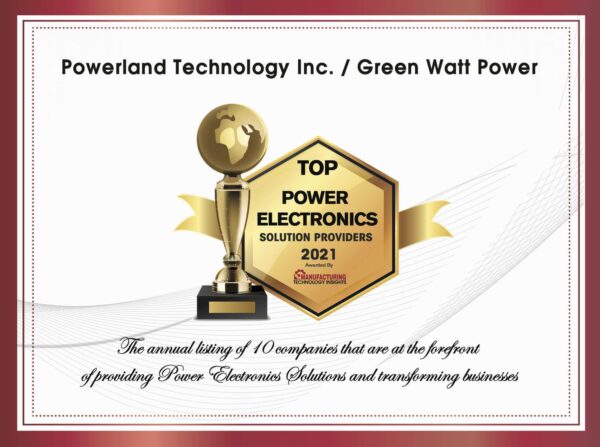 Powerland Technology Inc. / Green Watt Power
TOP
POWER
ELECTRONICS
SOLUTION PROVIDERS
2021
Awarded By
MANUFACTURING
TECHNOLOGY INSIGHTS
The annual listing of 10 companies that are at the forefront
of providing Power Electronics Solutions and transforming businesses